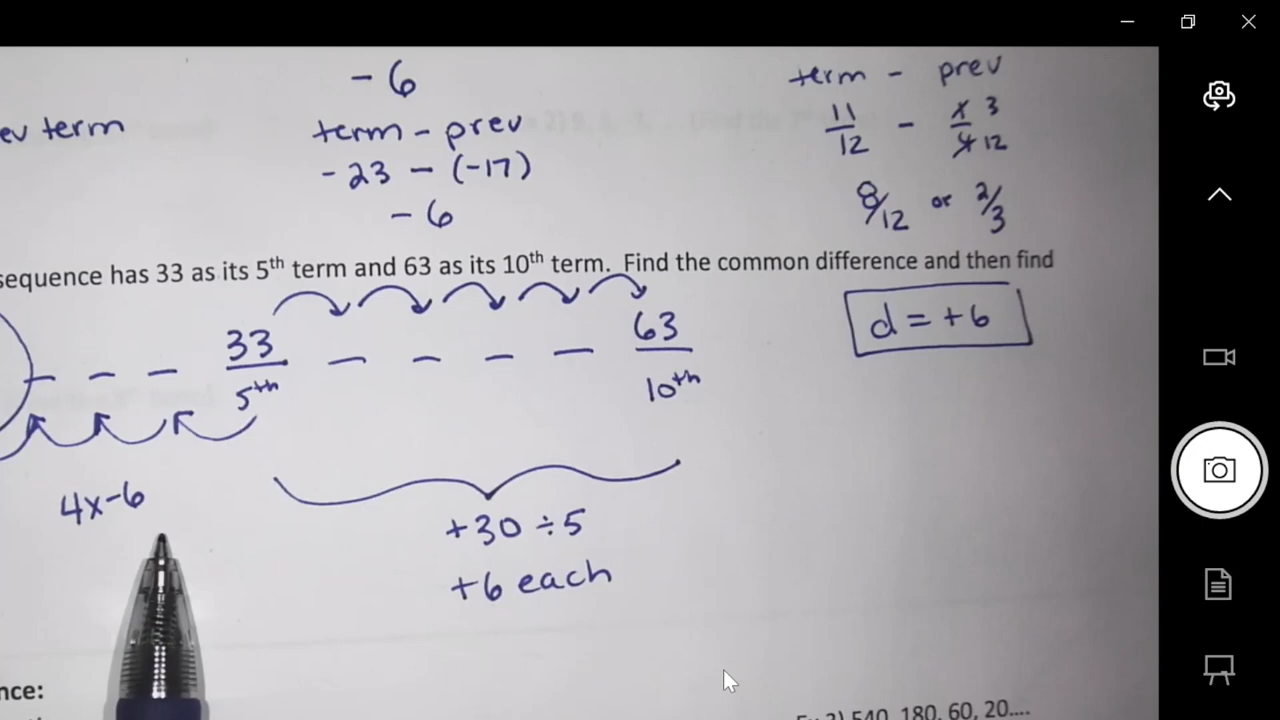 - 6
term - prev
ev term
term - prev
11/12 - 1/4 3 12
- 23 - (-17)
- 6
8/12 or 2/3
sequence has 33 as its 5th term and 63 as its 10th term. Find the common difference and then find
d = +6
33 63
5th 10th
4x-6
+30 ÷ 5
+6 each
nce:
Ex 2) 540, 180, 60, 20....